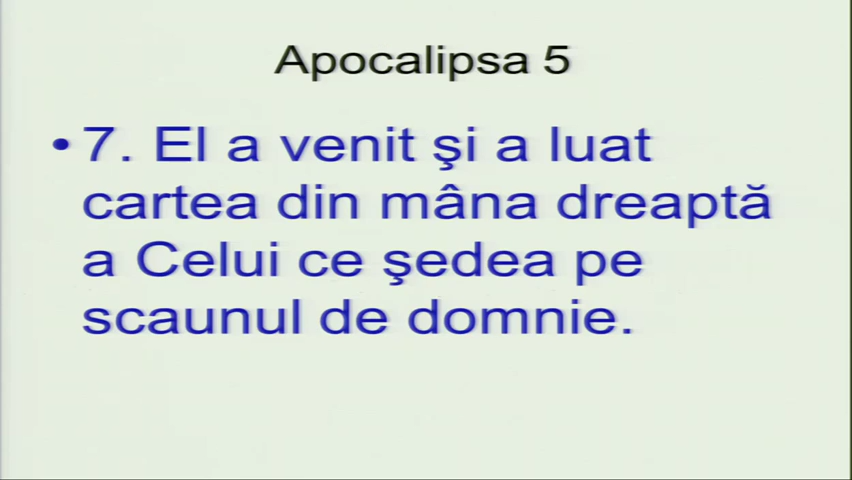 Apocalipsa 5
• 7. El a venit şi a luat
cartea din mâna dreaptă
a Celui ce şedea pe
scaunul de domnie.